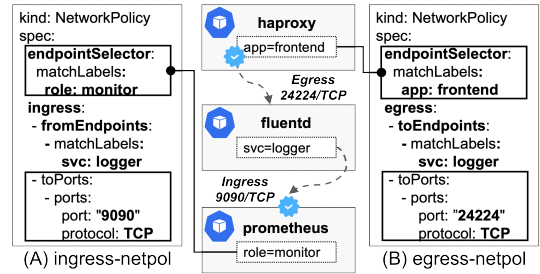 kind: NetworkPolicy
spec:
endpointSelector:
matchLabels:
role: monitor
ingress:
- fromEndpoints:
- matchLabels:
svc: logger
- toPorts:
- ports:
port: "9090"
protocol: TCP
(A) ingress-netpol
haproxy
app=frontend
Egress
24224/TCP
fluentd
svc=logger
Ingress
9090/TCP
prometheus
role=monitor
kind: NetworkPolicy
spec:
endpointSelector:
matchLabels:
app: frontend
egress:
- toEndpoints:
- matchLabels:
svc: logger
- toPorts:
- ports:
port: "24224"
protocol: TCP
(B) egress-netpol